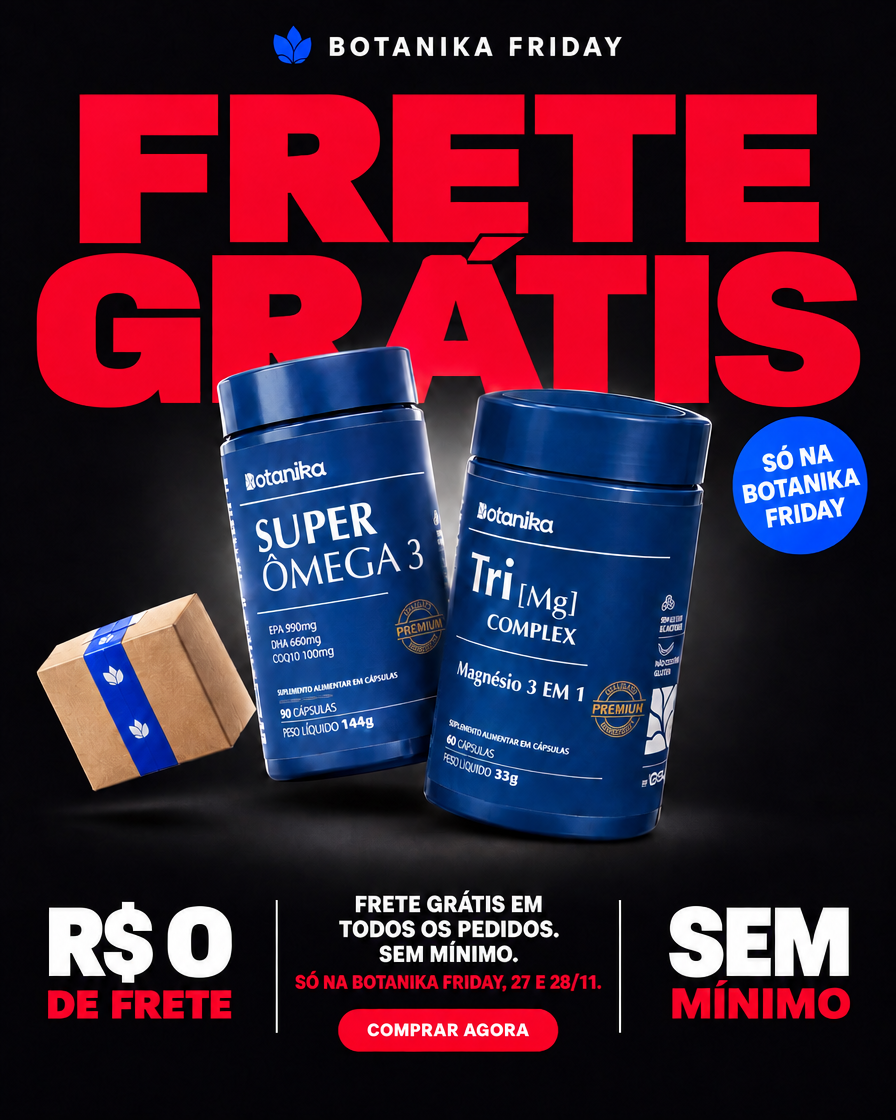 BOTANIKA FRIDAY
FRETE
GRÁTIS
SÓ NA
BOTANIKA
FRIDAY
Botanika
SUPER
ÔMEGA 3
EPA 990mg
DHA 660mg
COQ10 100mg
PREMIUM
SUPLEMENTO ALIMENTAR EM CÁPSULAS
90 CÁPSULAS
PESO LÍQUIDO 144g
Botanika
Tri [Mg]
COMPLEX
Magnésio 3 EM 1
PREMIUM
SUPLEMENTO ALIMENTAR EM CÁPSULAS
60 CÁPSULAS
PESO LÍQUIDO 33g
GLUTEN
R$ 0
DE FRETE
FRETE GRÁTIS EM
TODOS OS PEDIDOS.
SEM MÍNIMO.
SÓ NA BOTANIKA FRIDAY, 27 E 28/11.
COMPRAR AGORA
SEM
MÍNIMO